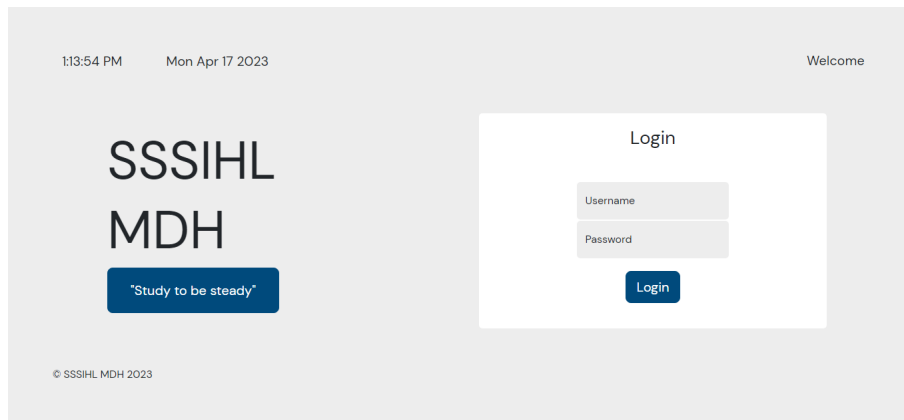 1:13:54 PM Mon Apr 17 2023 Welcome
SSSIHL
MDH
"Study to be steady"
Login
Username
Password
Login
© SSSIHL MDH 2023